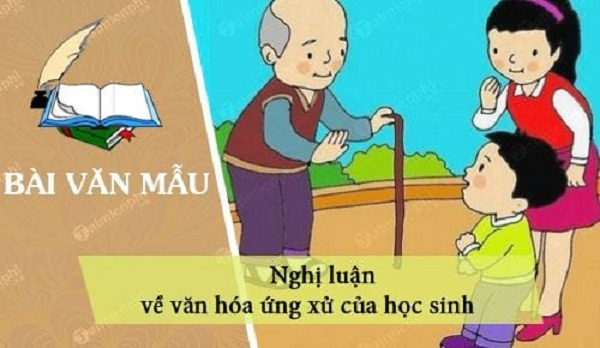 BÀI VĂN MẪU
Nghị luận
về văn hóa ứng xử của học sinh